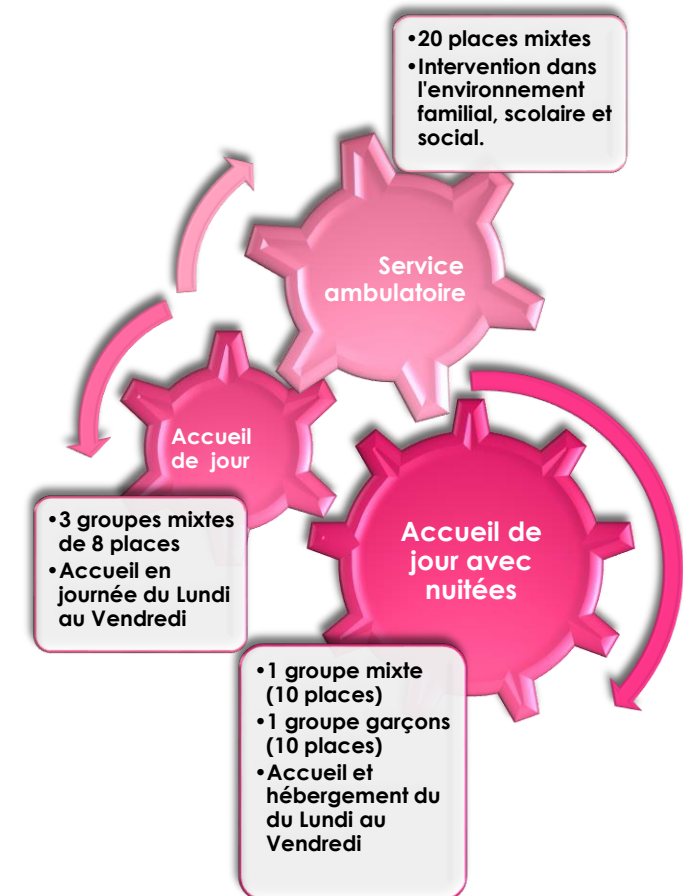 •20 places mixtes
•Intervention dans
l'environnement
familial, scolaire et
social.
Service
ambulatoire
Accueil
de jour
•3 groupes mixtes
de 8 places
•Accueil en
journée du Lundi
au Vendredi
Accueil de
jour avec
nuitées
•1 groupe mixte
(10 places)
•1 groupe garçons
(10 places)
•Accueil et
hébergement du
du Lundi au
Vendredi